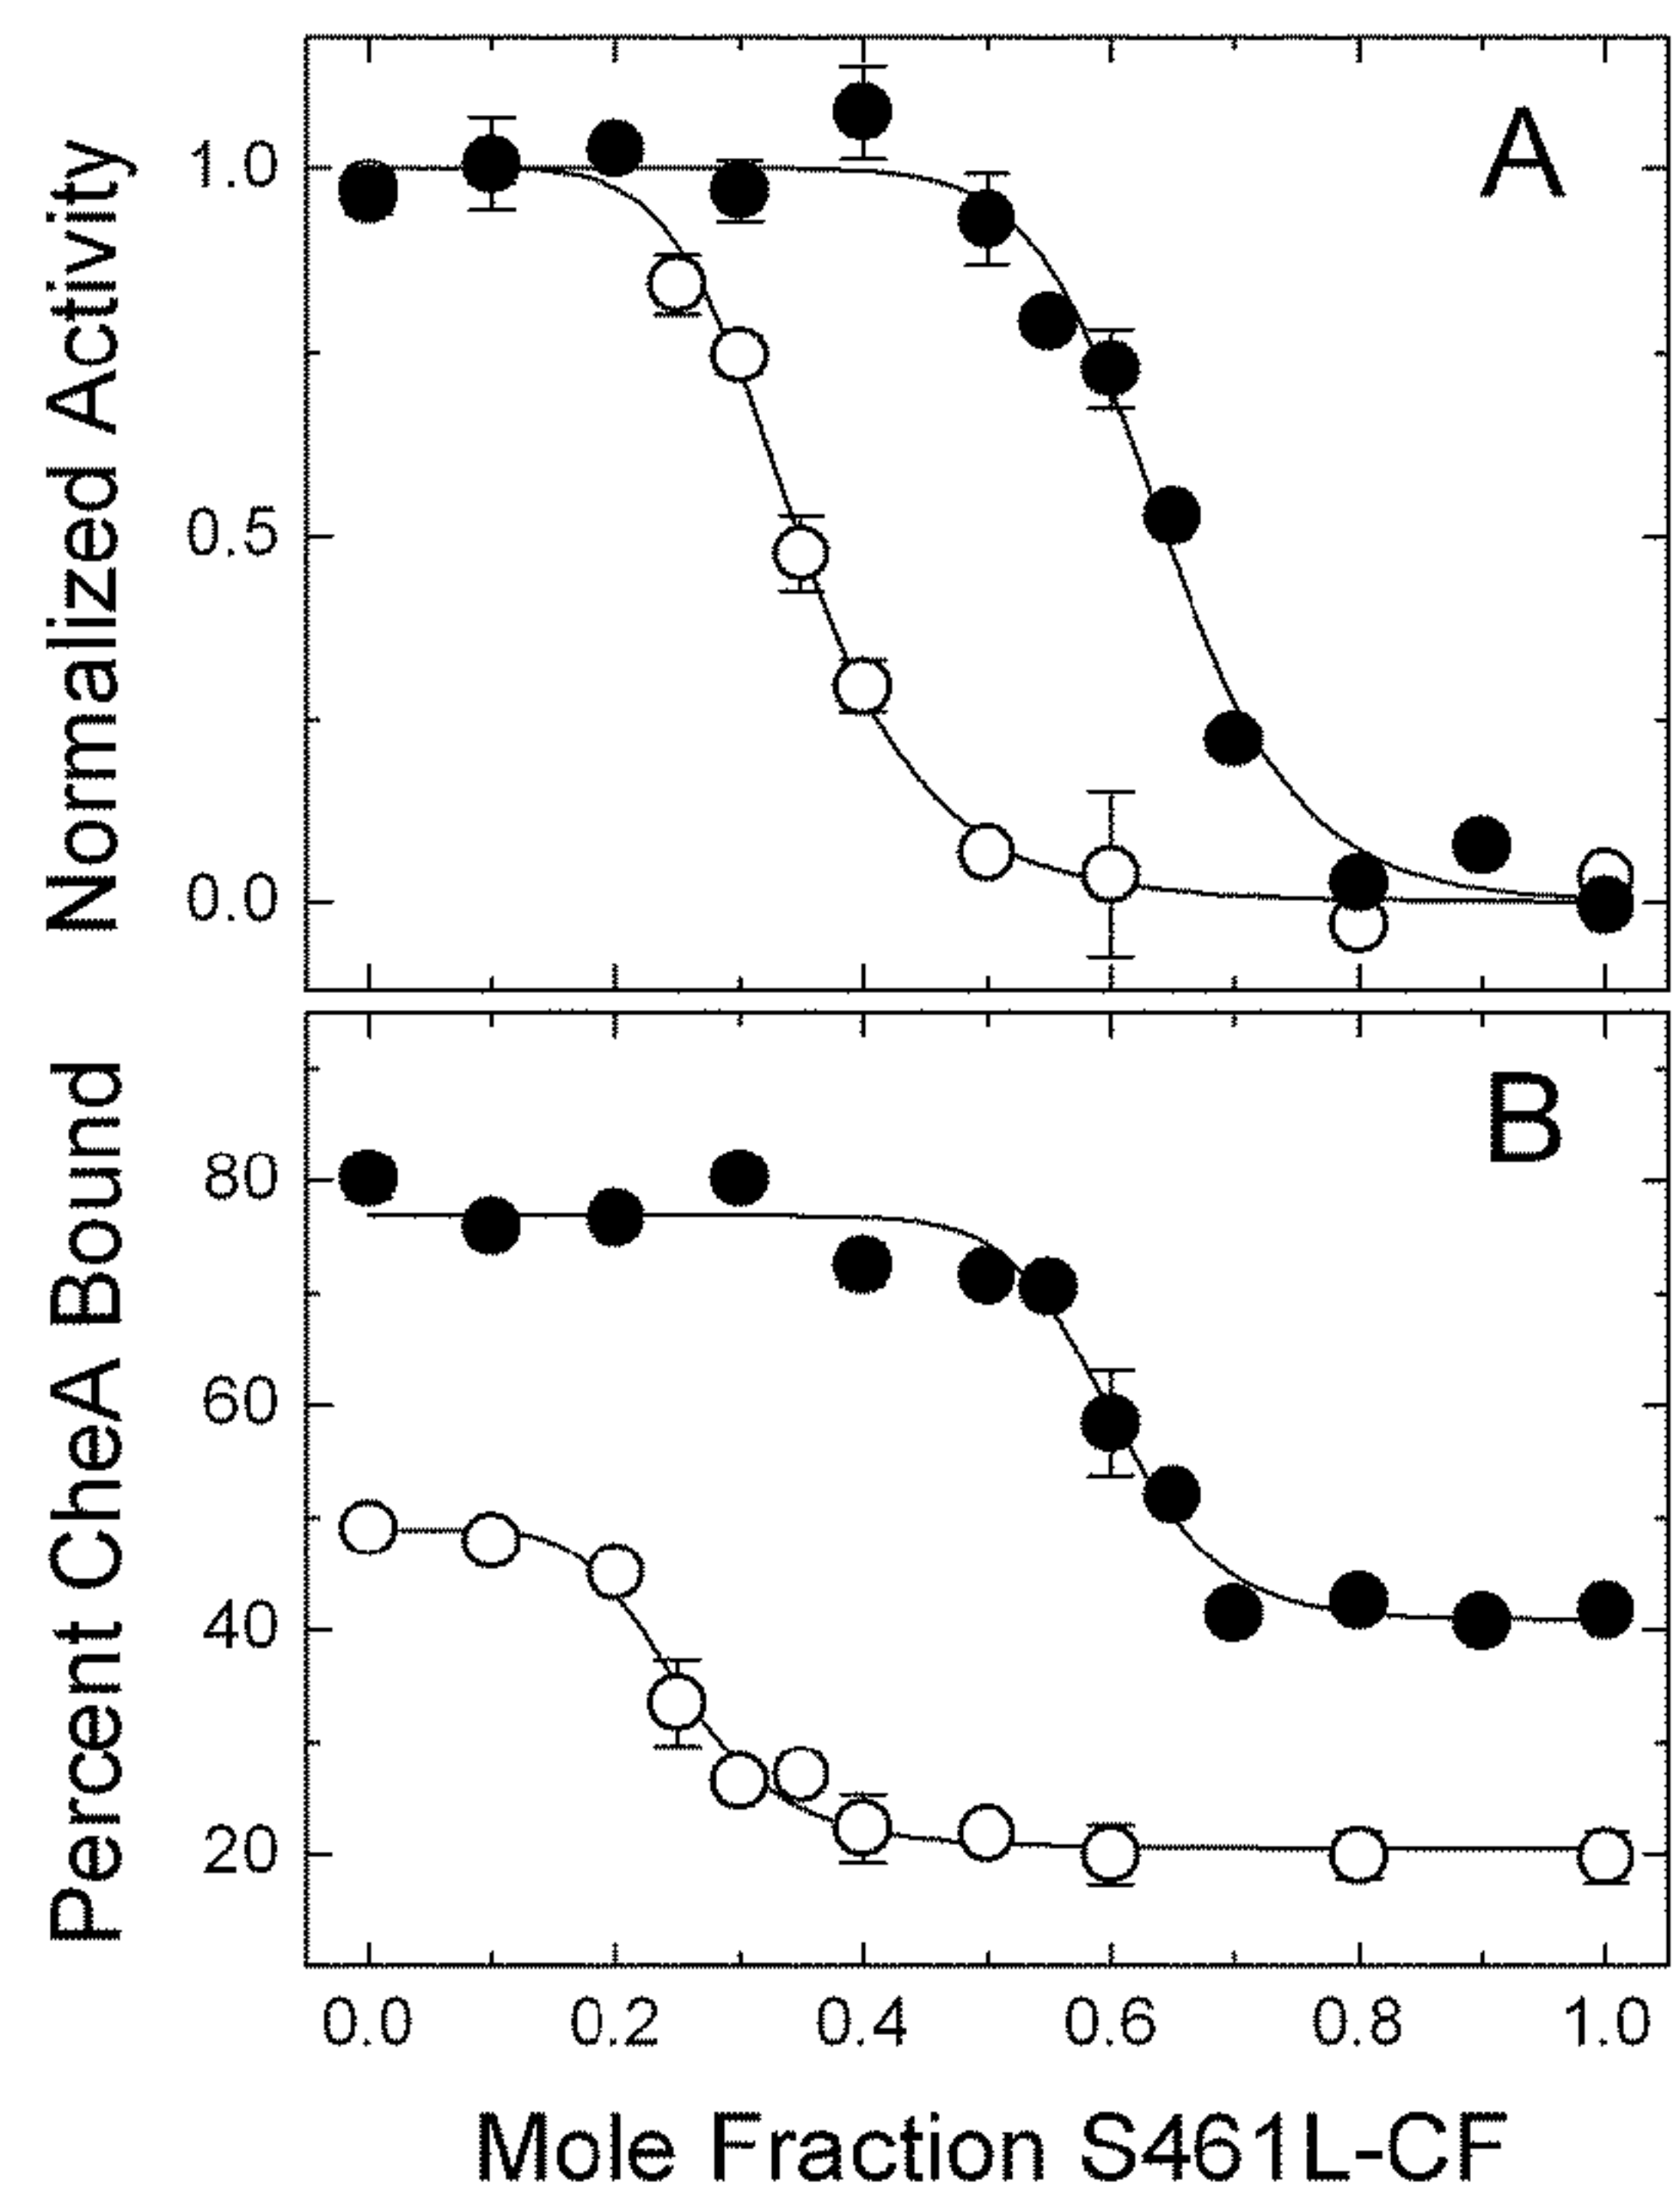 A
Normalized Activity
1.0
0.5
0.0
B
Percent CheA Bound
80
60
40
20
0.0 0.2 0.4 0.6 0.8 1.0
Mole Fraction S461L-CF